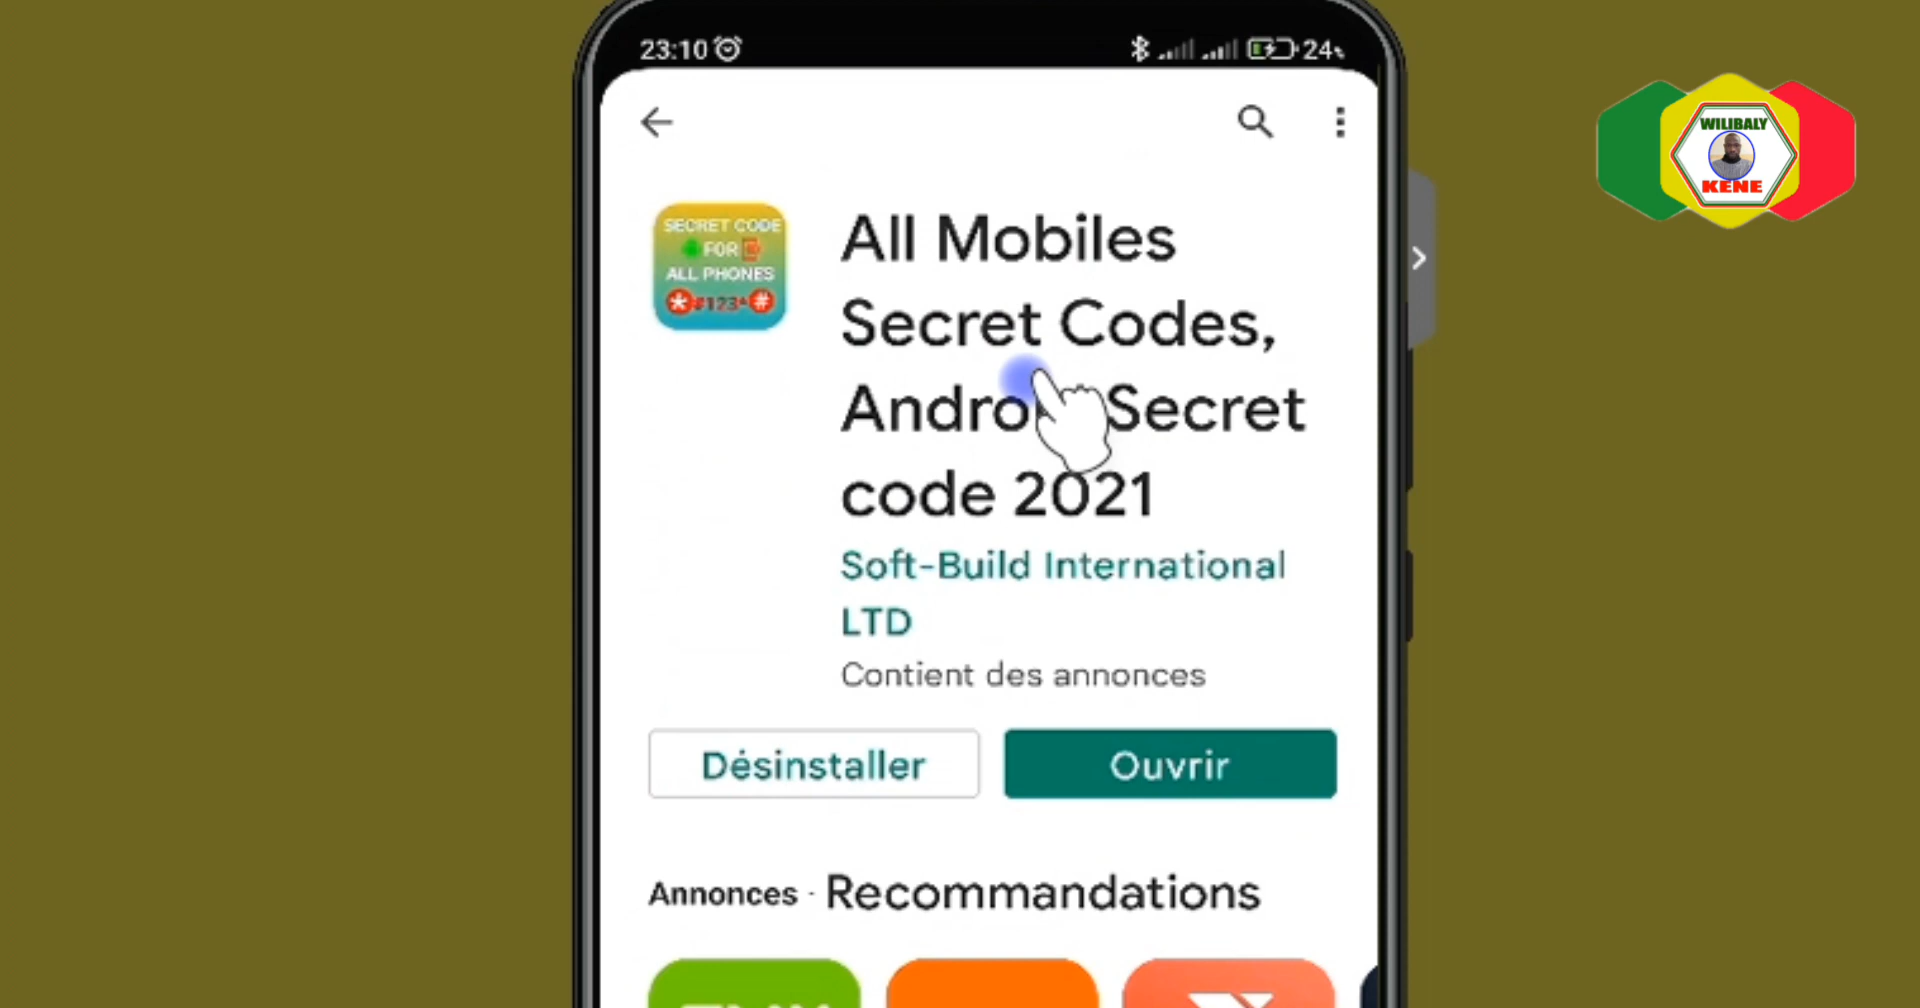 23:10
24%
WILIBALY
KENE
SECRET CODE
FOR
ALL PHONES
*#123*#
All Mobiles
Secret Codes,
Secret
code 2021
Soft-Build International
LTD
Contient des annonces
Désinstaller
Ouvrir
Annonces · Recommandations